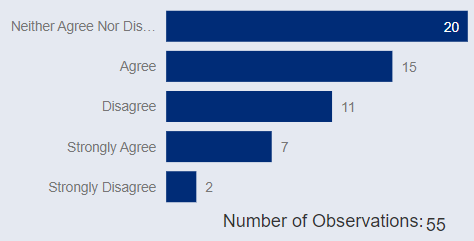 Neither Agree Nor Dis... 20
Agree 15
Disagree 11
Strongly Agree 7
Strongly Disagree 2
Number of Observations: 55